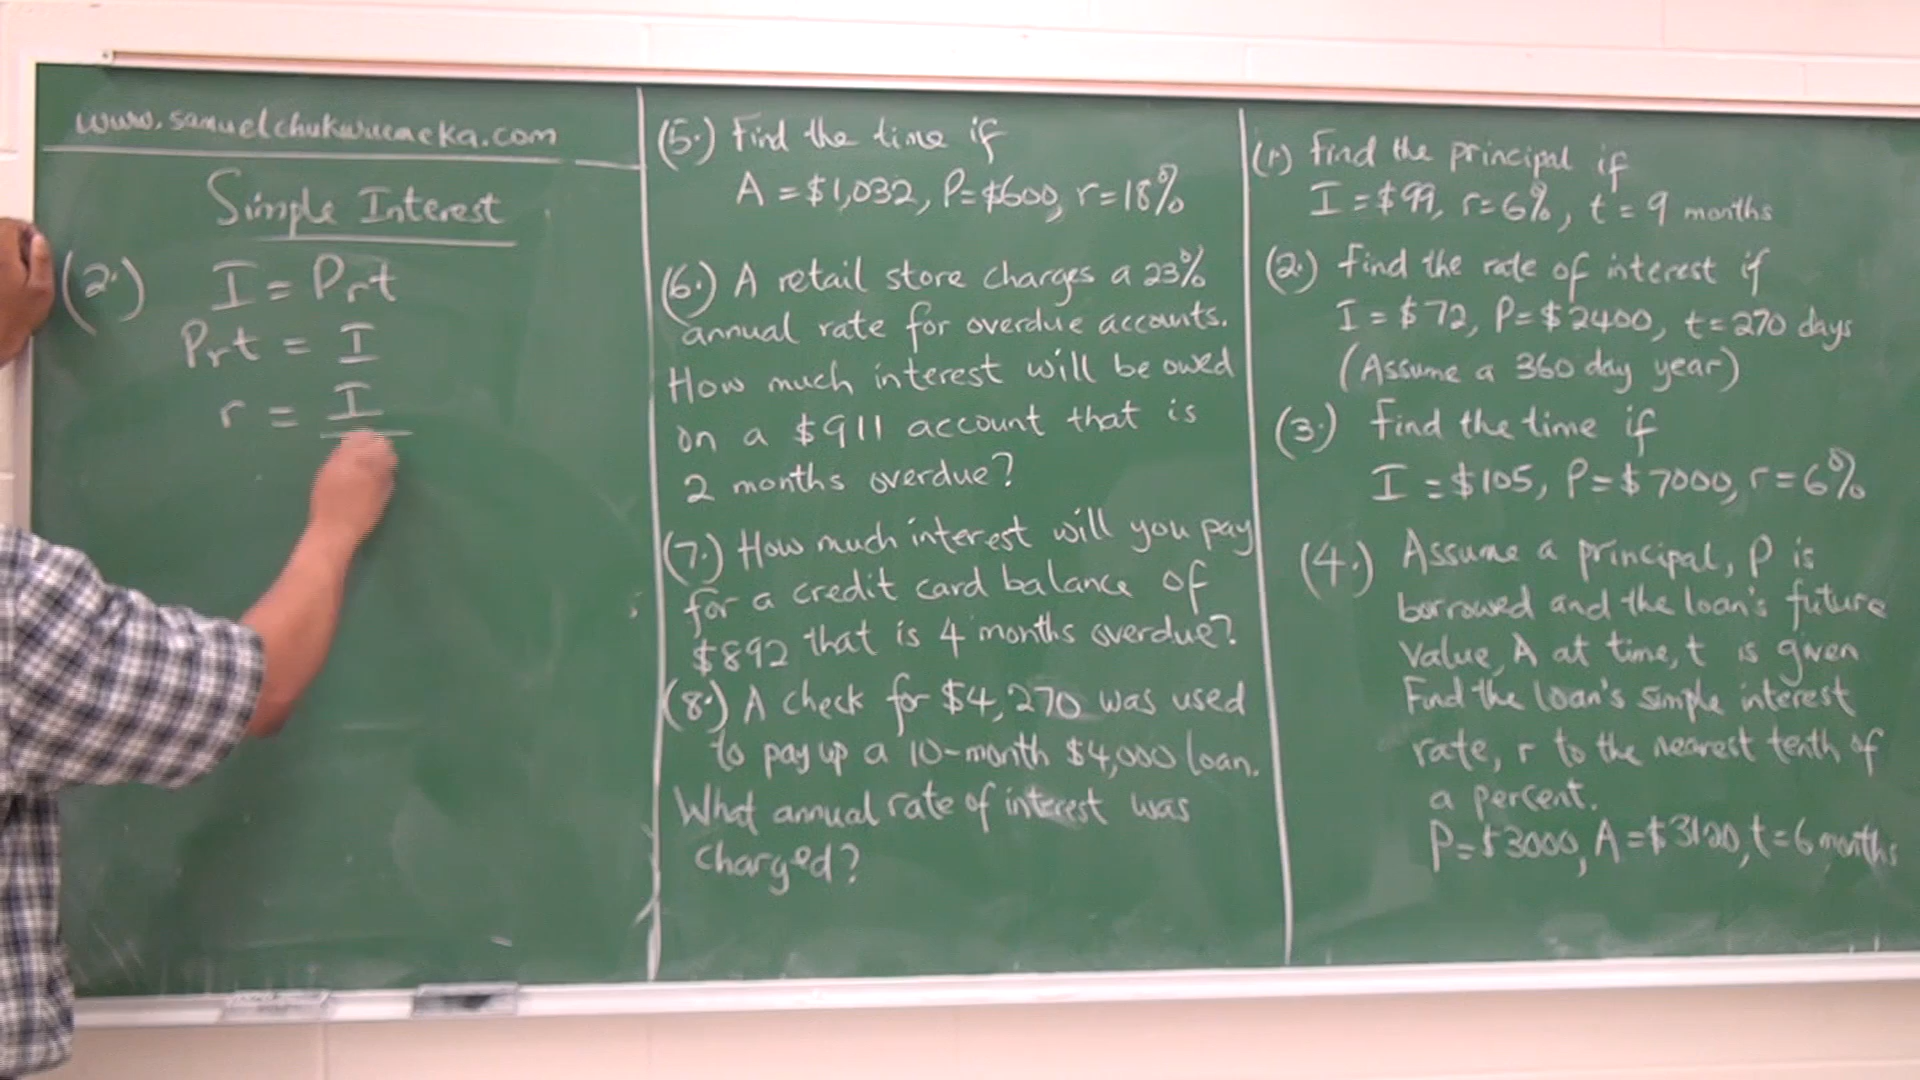 www.samuelchukwuemeka.com
Simple Interest
(2.) I = Prt
Prt = I
r = I
(5.) Find the time if
A = $1,032, P=$600, r=18%
(6.) A retail store charges a 23%
annual rate for overdue accounts.
How much interest will be owed
on a $911 account that is
2 months overdue?
(7.) How much interest will you pay
for a credit card balance of
$892 that is 4 months overdue?
(8.) A check for $4,270 was used
to pay up a 10-month $4,000 loan.
What annual rate of interest was
charged?
(1.) Find the principal if
I = $99, r=6%, t = 9 months
(2.) Find the rate of interest if
I = $72, P=$2400, t=270 days
(Assume a 360 day year)
(3.) Find the time if
I = $105, P=$7000, r=6%
(4.) Assume a principal, P is
borrowed and the loan's future
value, A at time, t is given
Find the loan's simple interest
rate, r to the nearest tenth of
a percent.
P=$3000, A=$3120, t=6 months